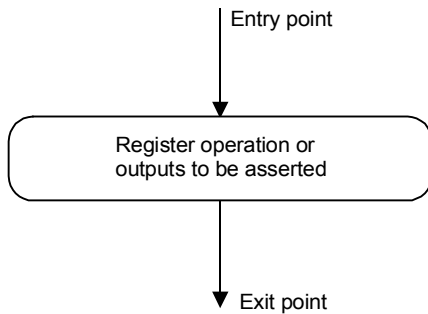 Entry point
Register operation or
outputs to be asserted
Exit point